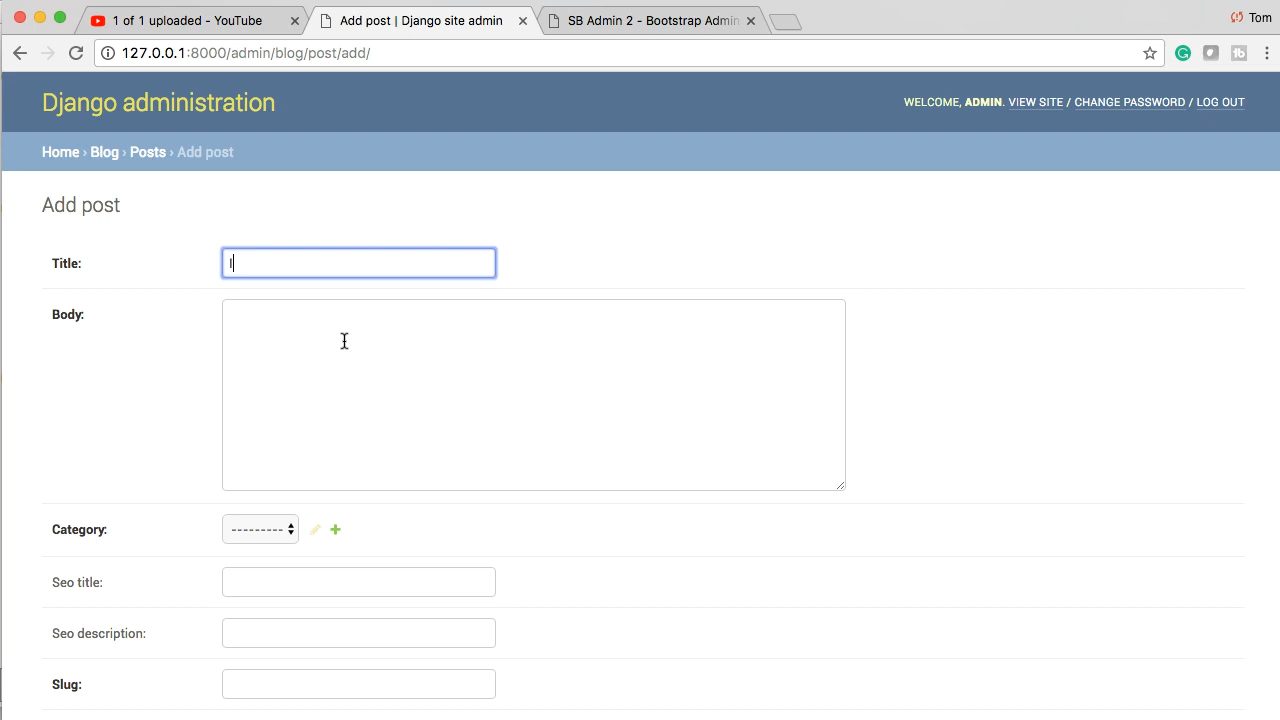 1 of 1 uploaded - YouTube
Add post | Django site admin
SB Admin 2 - Bootstrap Admin
Tom
127.0.0.1:8000/admin/blog/post/add/
Django administration
WELCOME, ADMIN. VIEW SITE / CHANGE PASSWORD / LOG OUT
Home › Blog › Posts › Add post
Add post
Title:
I
Body:
Category:
---------
Seo title:
Seo description:
Slug: